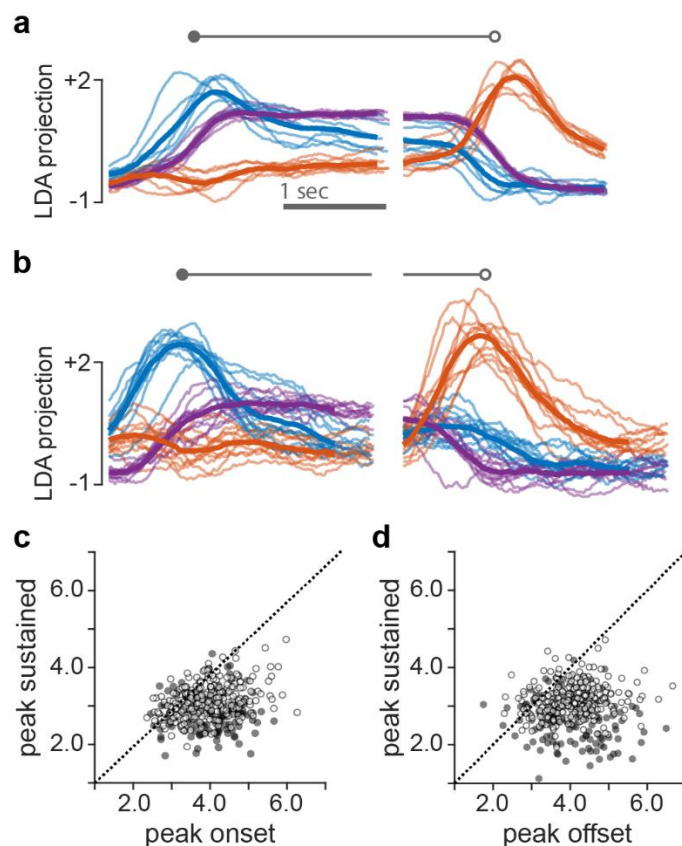 a
+2
LDA projection
-1
1 sec
b
+2
LDA projection
-1
c
d
6.0
4.0
2.0
peak sustained
2.0 4.0 6.0
peak onset
6.0
4.0
2.0
peak sustained
2.0 4.0 6.0
peak offset